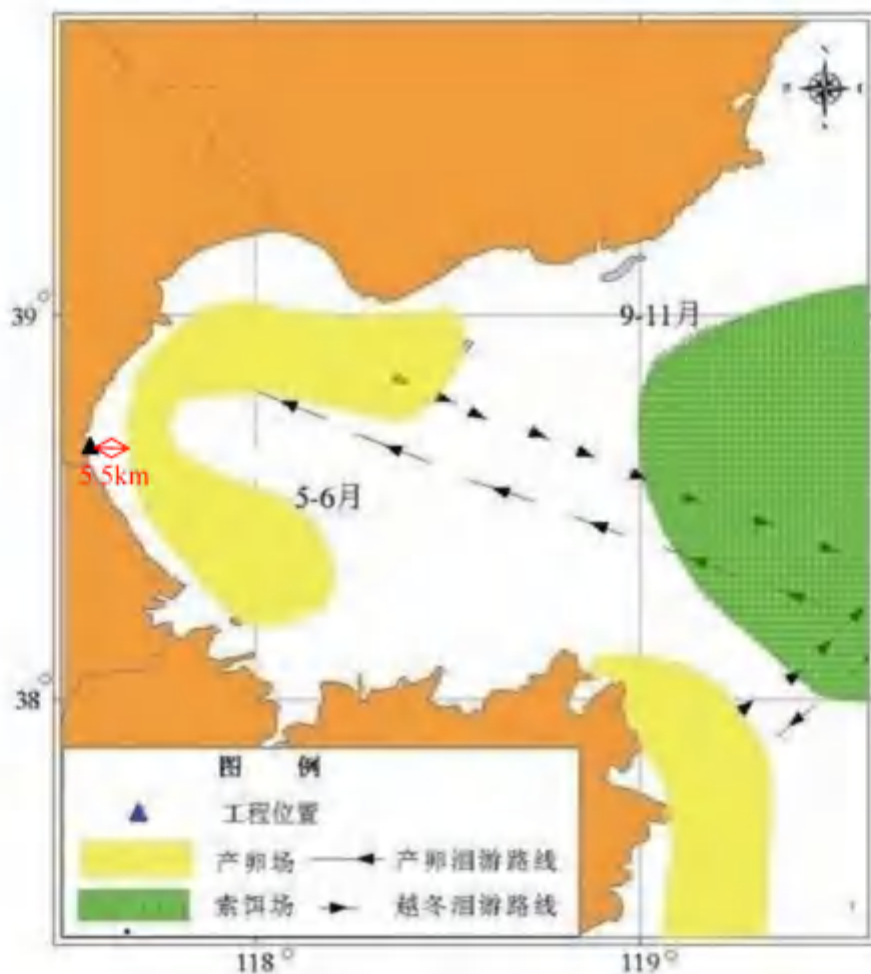 39°
9-11月
5.5km
5-6月
38°
图 例
工程位置
产卵场
产卵洄游路线
索饵场
越冬洄游路线
118°
119°